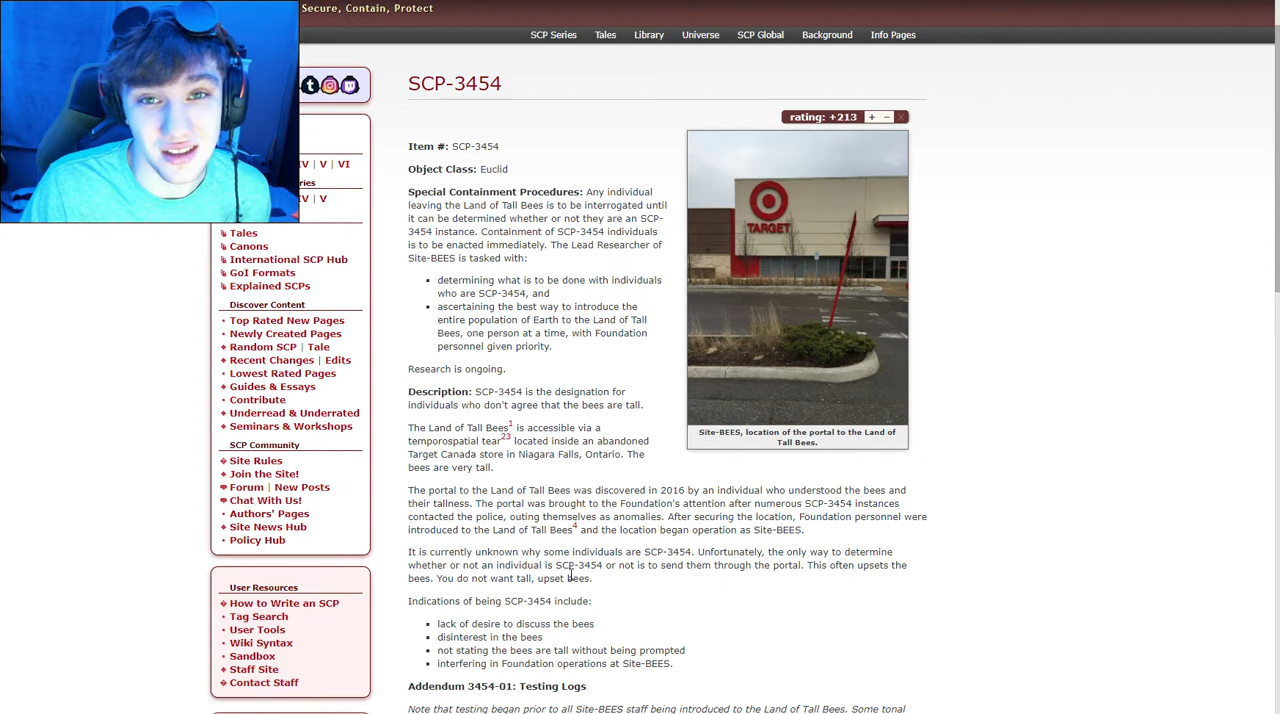 Secure, Contain, Protect
SCP Series
Tales
Library
Universe
SCP Global
Background
Info Pages
IV | V | VI
ries
IV | V
Tales
Canons
International SCP Hub
GoI Formats
Explained SCPs
Discover Content
Top Rated New Pages
Newly Created Pages
Random SCP | Tale
Recent Changes | Edits
Lowest Rated Pages
Guides & Essays
Contribute
Underread & Underrated
Seminars & Workshops
SCP Community
Site Rules
Join the Site!
Forum | New Posts
Chat With Us!
Authors' Pages
Site News Hub
Policy Hub
User Resources
How to Write an SCP
Tag Search
User Tools
Wiki Syntax
Sandbox
Staff Site
Contact Staff
SCP-3454
rating: +213 + − X
Item #: SCP-3454
Object Class: Euclid
Special Containment Procedures: Any individual
leaving the Land of Tall Bees is to be interrogated until
it can be determined whether or not they are an SCP-
3454 instance. Containment of SCP-3454 individuals
is to be enacted immediately. The Lead Researcher of
Site-BEES is tasked with:
determining what is to be done with individuals
who are SCP-3454, and
ascertaining the best way to introduce the
entire population of Earth to the Land of Tall
Bees, one person at a time, with Foundation
personnel given priority.
Research is ongoing.
Description: SCP-3454 is the designation for
individuals who don't agree that the bees are tall.
The Land of Tall Bees1 is accessible via a
temporospatial tear23 located inside an abandoned
Target Canada store in Niagara Falls, Ontario. The
bees are very tall.
TARGET
Site-BEES, location of the portal to the Land of
Tall Bees.
The portal to the Land of Tall Bees was discovered in 2016 by an individual who understood the bees and
their tallness. The portal was brought to the Foundation's attention after numerous SCP-3454 instances
contacted the police, outing themselves as anomalies. After securing the location, Foundation personnel were
introduced to the Land of Tall Bees4 and the location began operation as Site-BEES.
It is currently unknown why some individuals are SCP-3454. Unfortunately, the only way to determine
whether or not an individual is SCP-3454 or not is to send them through the portal. This often upsets the
bees. You do not want tall, upset bees.
Indications of being SCP-3454 include:
lack of desire to discuss the bees
disinterest in the bees
not stating the bees are tall without being prompted
interfering in Foundation operations at Site-BEES.
Addendum 3454-01: Testing Logs
Note that testing began prior to all Site-BEES staff being introduced to the Land of Tall Bees. Some tonal